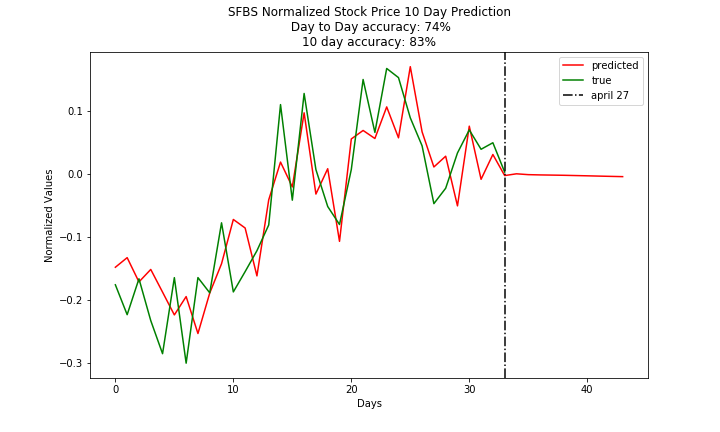 SFBS Normalized Stock Price 10 Day Prediction
Day to Day accuracy: 74%
10 day accuracy: 83%
predicted
true
april 27
0.1
0.0
−0.1
−0.2
−0.3
Normalized Values
0
10
20
30
40
Days